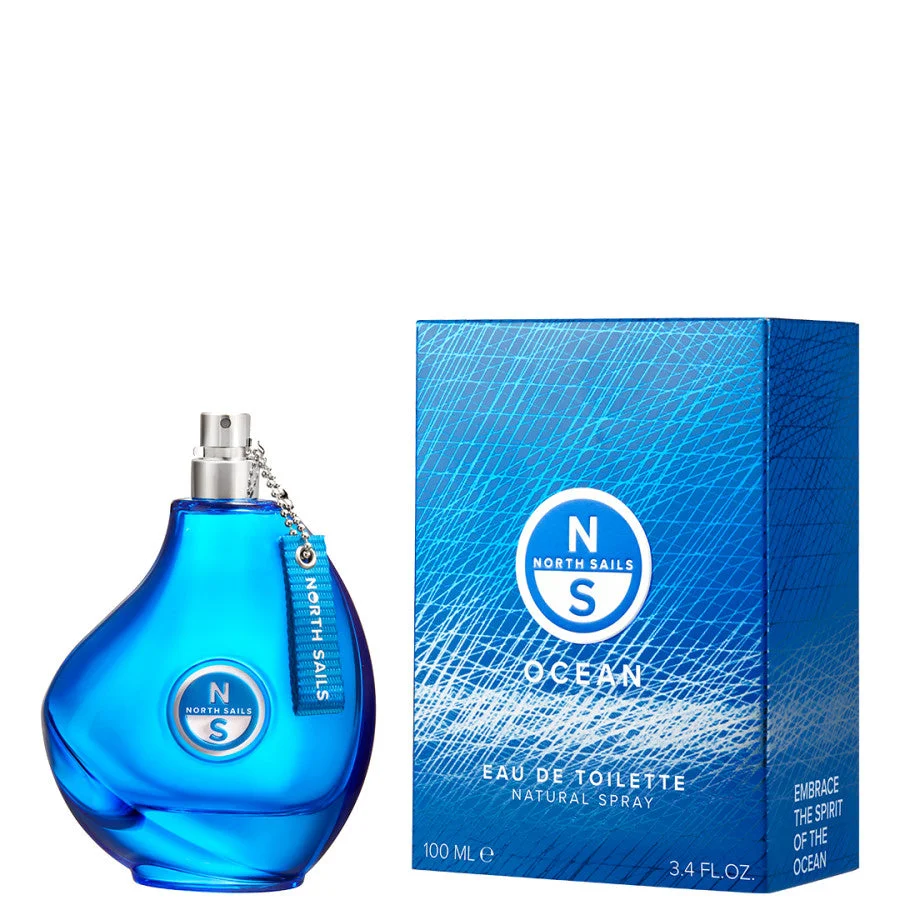 NORTH SAILS
N
NORTH SAILS
S
N
NORTH SAILS
S
OCEAN
EAU DE TOILETTE
NATURAL SPRAY
100 ML ℮
3.4 FL.OZ.
EMBRACE
THE SPIRIT
OF THE
OCEAN